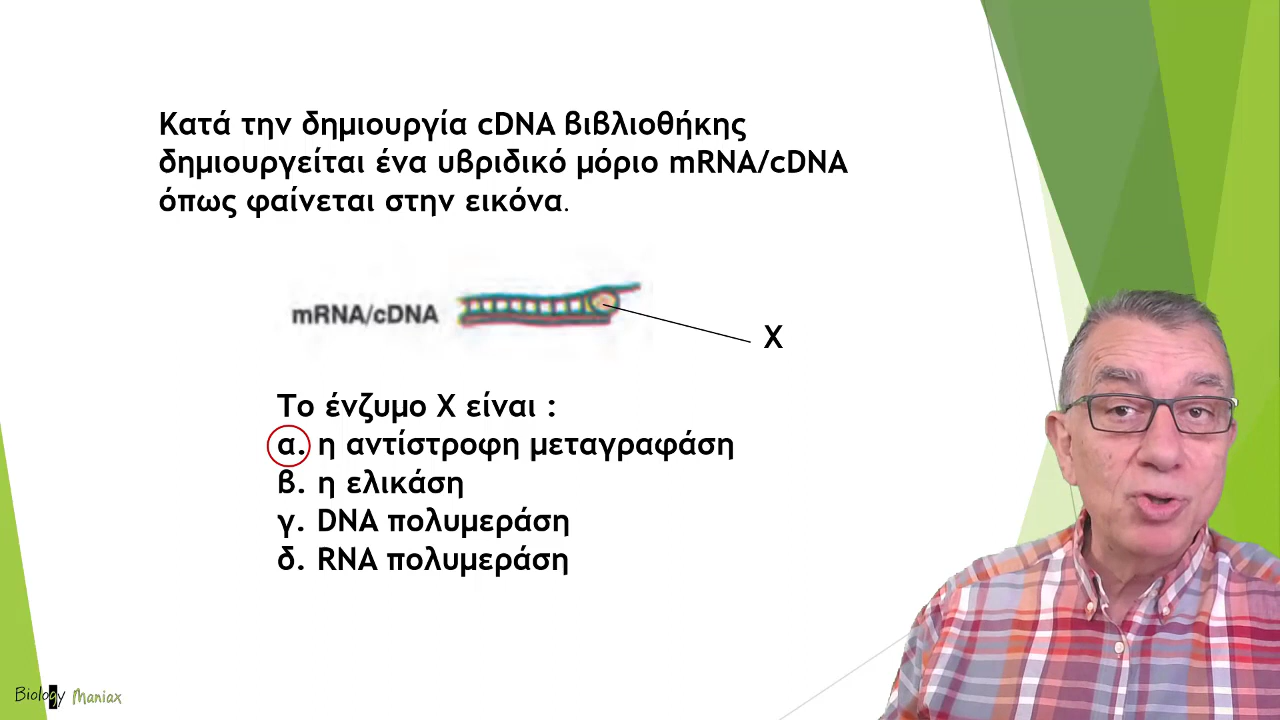 Κατά την δημιουργία cDNA βιβλιοθήκης
δημιουργείται ένα υβριδικό μόριο mRNA/cDNA
όπως φαίνεται στην εικόνα.
mRNA/cDNA
X
Το ένζυμο X είναι :
α. η αντίστροφη μεταγραφάση
β. η ελικάση
γ. DNA πολυμεράση
δ. RNA πολυμεράση
Biology Maniax